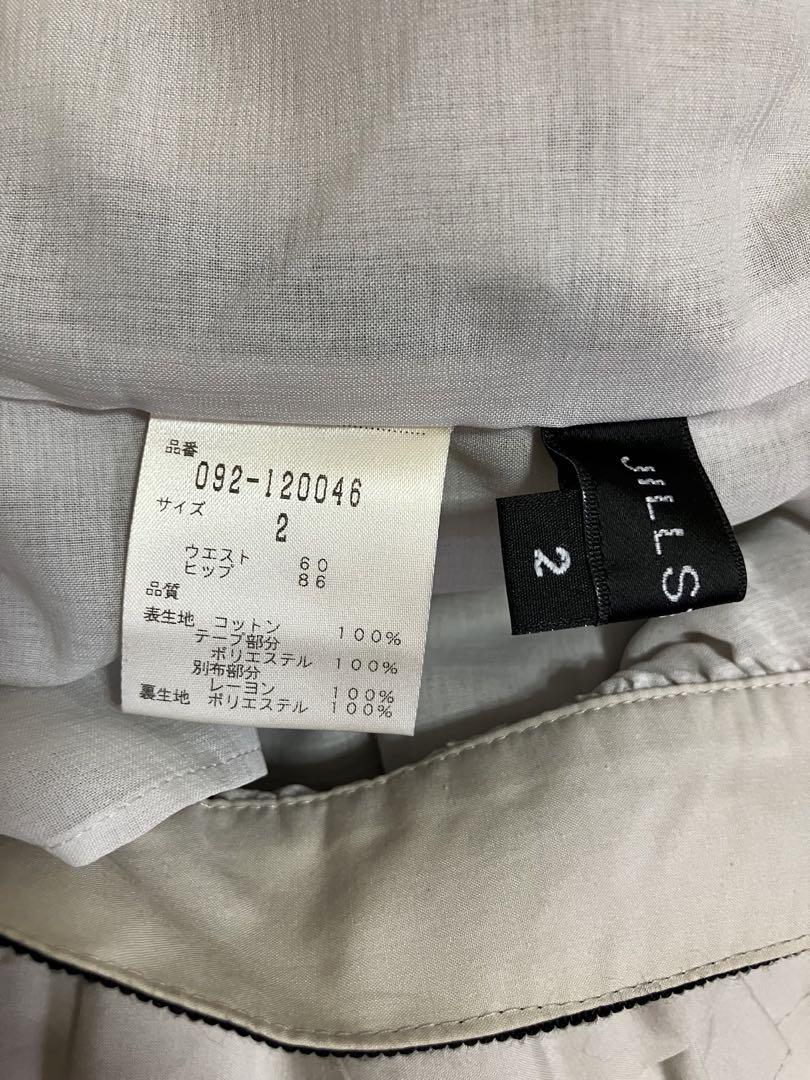 品番
092-120046
サイズ
2
ウエスト 60
ヒップ 86
品質
表生地 コットン 100%
テープ部分
ポリエステル 100%
別布部分
レーヨン 100%
裏生地 ポリエステル 100%
JILLS
2